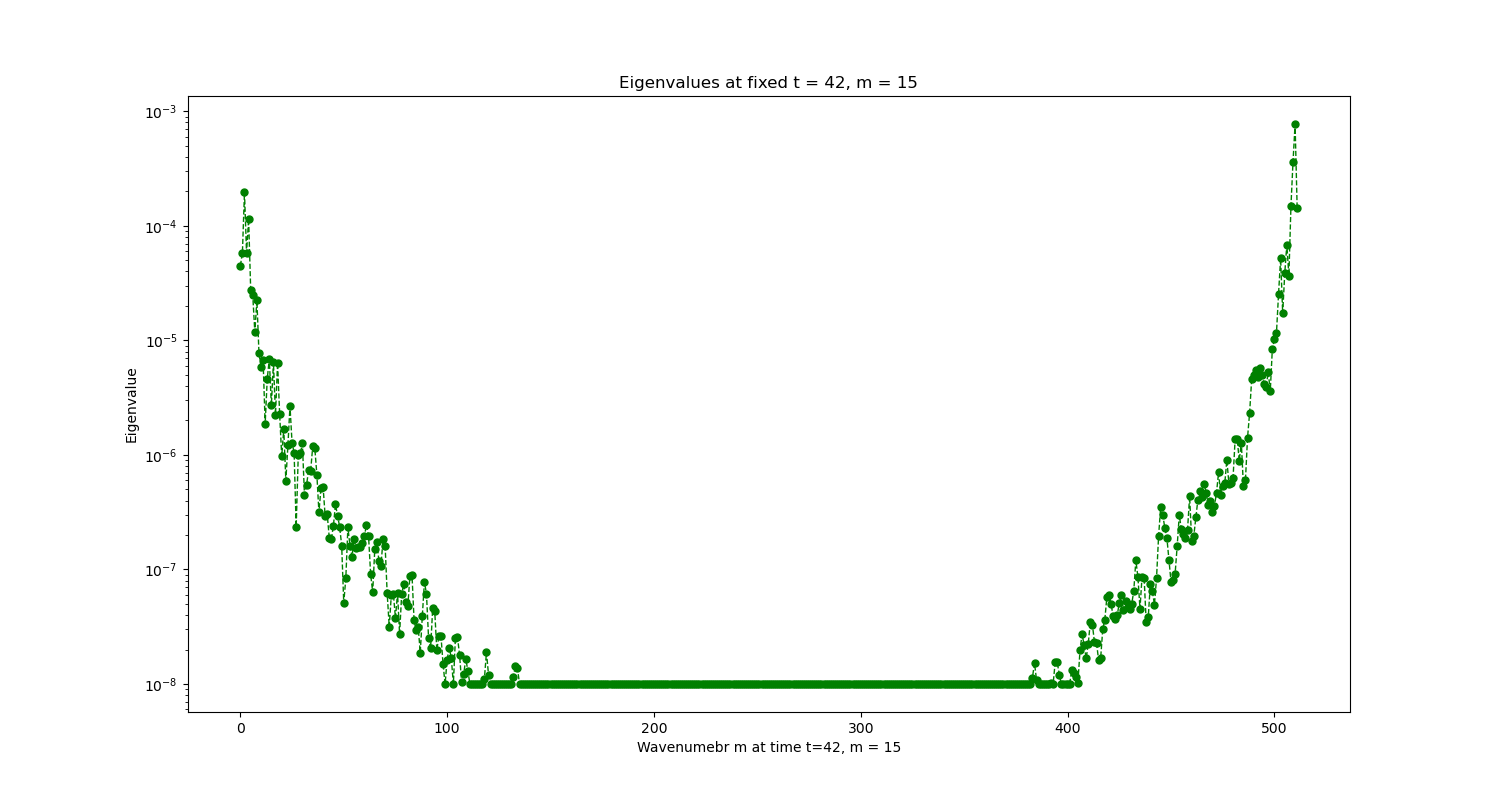 Eigenvalues at fixed t = 42, m = 15
10⁻³
10⁻⁴
10⁻⁵
10⁻⁶
10⁻⁷
10⁻⁸
Eigenvalue
0 100 200 300 400 500
Wavenumebr m at time t=42, m = 15